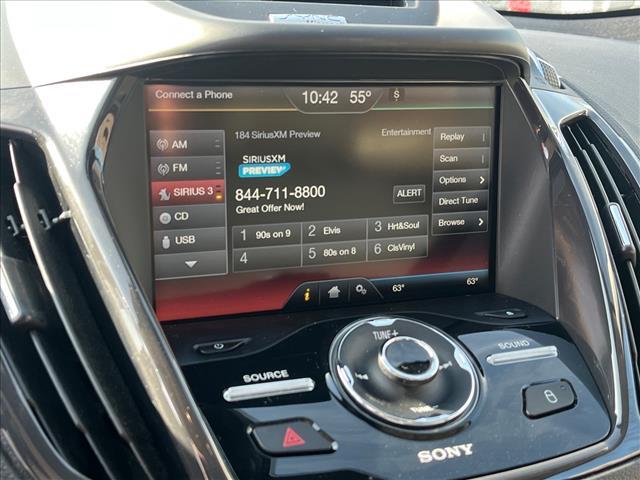 Connect a Phone
10:42 55°
AM
FM
SIRIUS 3
CD
USB
184 SiriusXM Preview
Entertainment
SIRIUSXM
PREVIEW
844-711-8800
Great Offer Now!
ALERT
1 90s on 9
2 Elvis
3 Hrt&Soul
4
5 80s on 8
6 ClsVinyl
Replay
Scan
Options
Direct Tune
Browse
i
63°
63°
TUNE+
SOURCE
SOUND
SONY